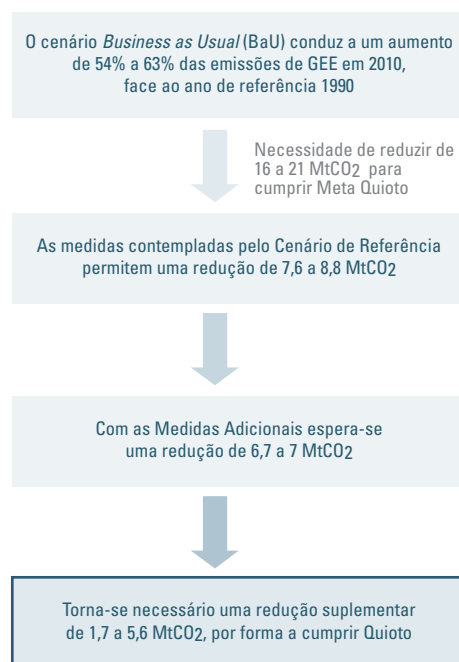 O cenário Business as Usual (BaU) conduz a um aumento
de 54% a 63% das emissões de GEE em 2010,
face ao ano de referência 1990
Necessidade de reduzir de
16 a 21 MtCO2 para
cumprir Meta Quioto
As medidas contempladas pelo Cenário de Referência
permitem uma redução de 7,6 a 8,8 MtCO2
Com as Medidas Adicionais espera-se
uma redução de 6,7 a 7 MtCO2
Torna-se necessário uma redução suplementar
de 1,7 a 5,6 MtCO2, por forma a cumprir Quioto